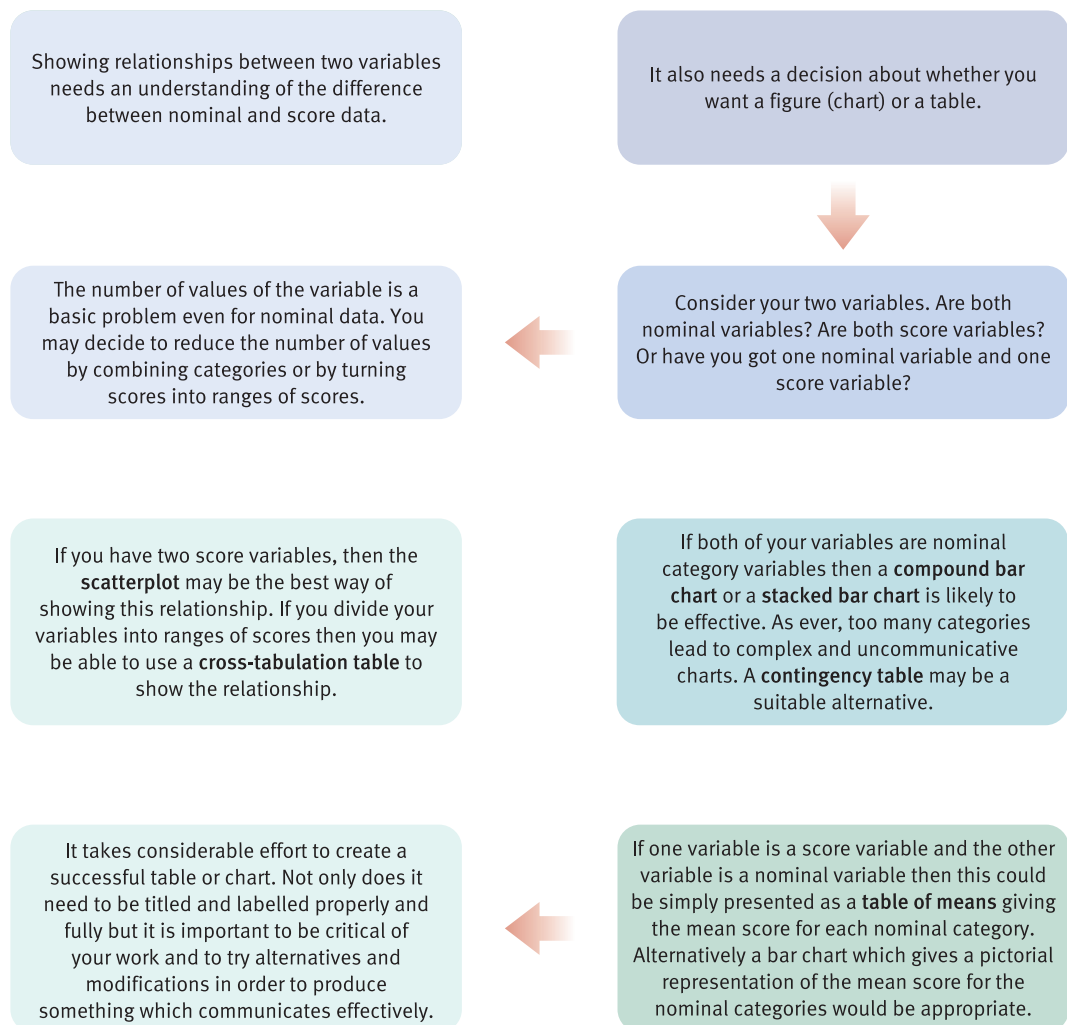 Showing relationships between two variables
needs an understanding of the difference
between nominal and score data.
It also needs a decision about whether you
want a figure (chart) or a table.
Consider your two variables. Are both
nominal variables? Are both score variables?
Or have you got one nominal variable and one
score variable?
The number of values of the variable is a
basic problem even for nominal data. You
may decide to reduce the number of values
by combining categories or by turning
scores into ranges of scores.
If you have two score variables, then the
scatterplot may be the best way of
showing this relationship. If you divide your
variables into ranges of scores then you may
be able to use a cross-tabulation table to
show the relationship.
If both of your variables are nominal
category variables then a compound bar
chart or a stacked bar chart is likely to
be effective. As ever, too many categories
lead to complex and uncommunicative
charts. A contingency table may be a
suitable alternative.
If one variable is a score variable and the other
variable is a nominal variable then this could
be simply presented as a table of means giving
the mean score for each nominal category.
Alternatively a bar chart which gives a pictorial
representation of the mean score for the
nominal categories would be appropriate.
It takes considerable effort to create a
successful table or chart. Not only does it
need to be titled and labelled properly and
fully but it is important to be critical of
your work and to try alternatives and
modifications in order to produce
something which communicates effectively.